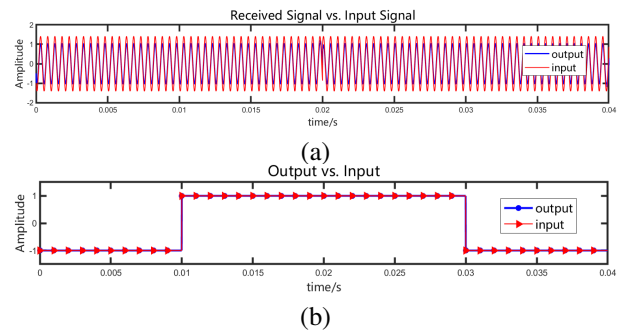 Received Signal vs. Input Signal
2
1
0
-1
-2
Amplitude
output
input
0 0.005 0.01 0.015 0.02 0.025 0.03 0.035 0.04
time/s
(a)
Output vs. Input
1
0
-1
Amplitude
output
input
0 0.005 0.01 0.015 0.02 0.025 0.03 0.035 0.04
time/s
(b)